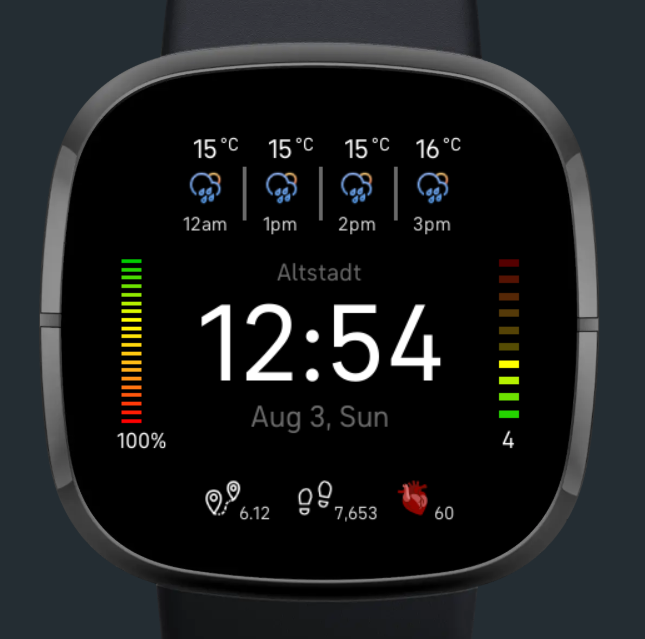 15°C 15°C 15°C 16°C
12am 1pm 2pm 3pm
Altstadt
12:54
Aug 3, Sun
100%
4
6.12 7,653 60